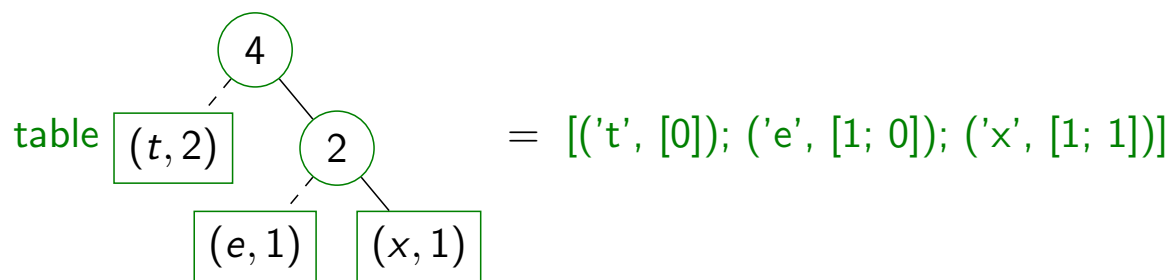 4
table (t, 2) 2 = [('t', [0]); ('e', [1; 0]); ('x', [1; 1])]
(e, 1) (x, 1)